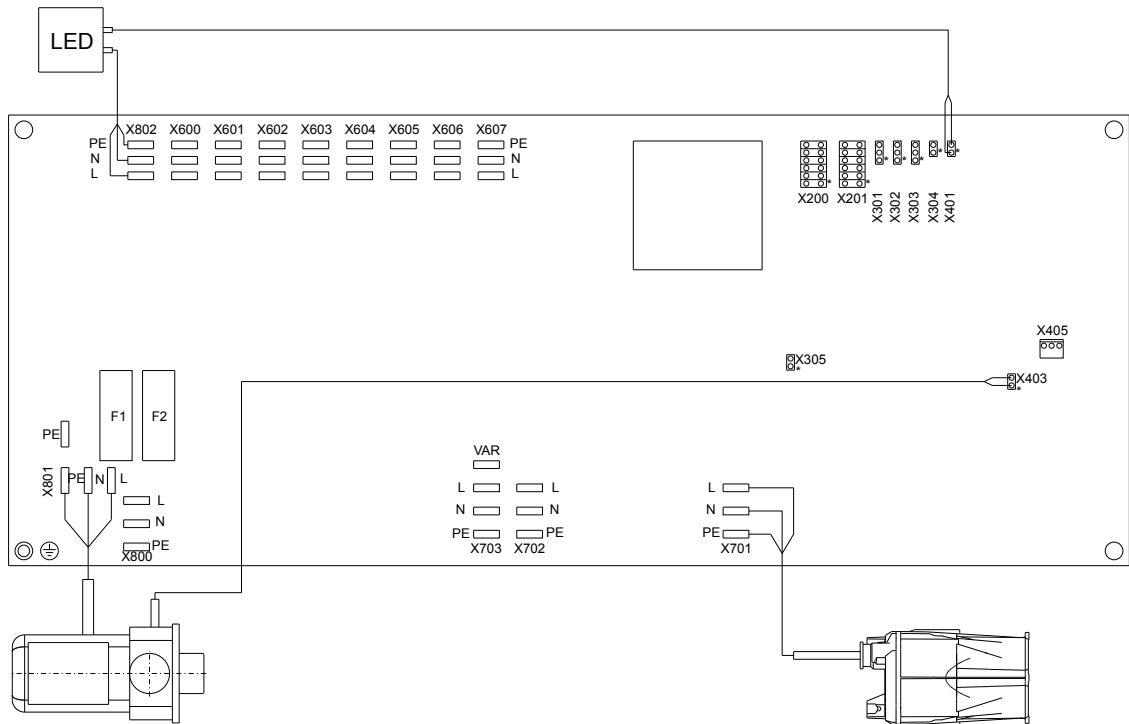 LED
X802 X600 X601 X602 X603 X604 X605 X606 X607
PE PE
N N
L L
X200 X201 X301 X302 X303 X304 X401
* * * * * *
X405
X305
*
X403
*
F1 F2
PE
X801 PE N L
L
N
PE
X800
VAR
L L
N N
PE PE
X703 X702
L
N
PE
X701